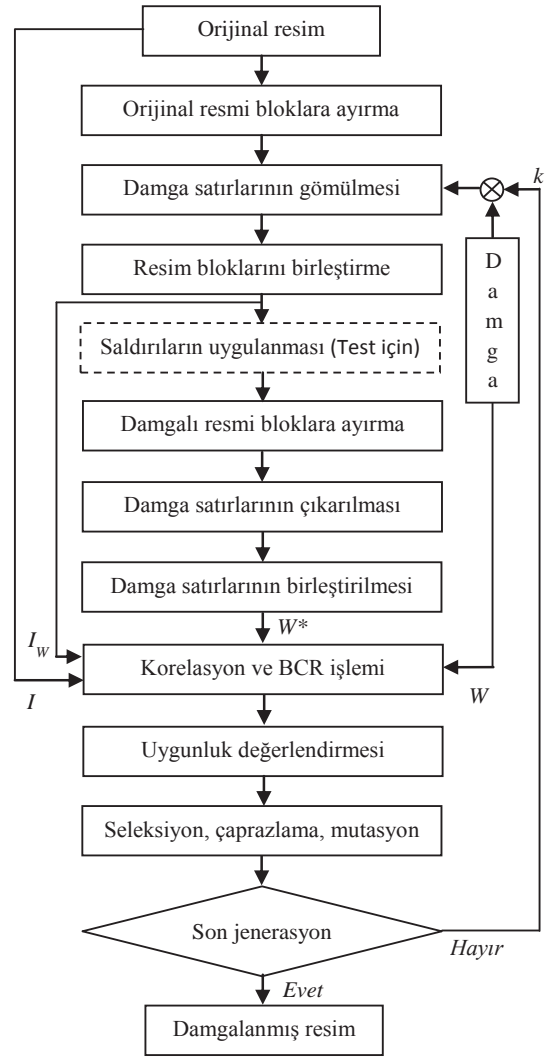 Orijinal resim
Orijinal resmi bloklara ayırma
Damga satırlarının gömülmesi
k
Resim bloklarını birleştirme
Damga
Saldırıların uygulanması (Test için)
Damgalı resmi bloklara ayırma
Damga satırlarının çıkarılması
Damga satırlarının birleştirilmesi
W*
I_W
Korelasyon ve BCR işlemi
I
W
Uygunluk değerlendirmesi
Seleksiyon, çaprazlama, mutasyon
Son jenerasyon
Hayır
Evet
Damgalanmış resim